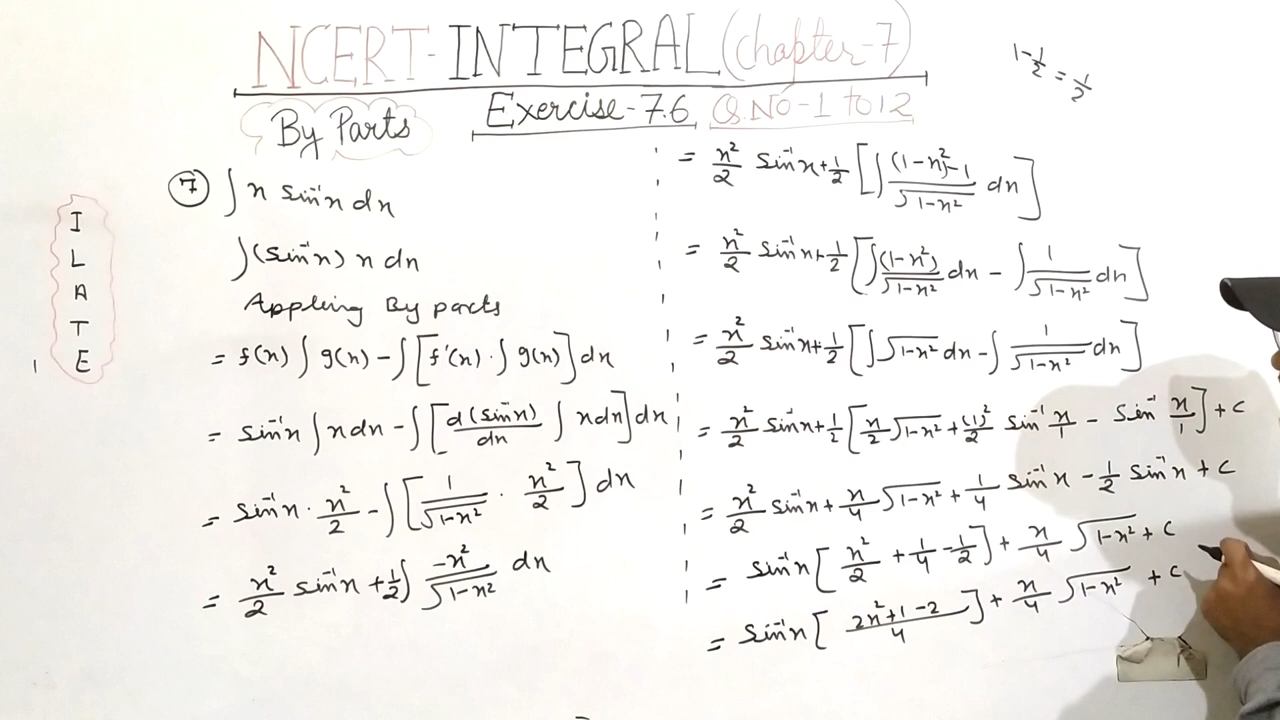 NCERT-INTEGRAL (Chapter-7)
Exercise-7.6 Q.NO-1 to 12
By Parts
1-1/2 = 1/2
I
L
A
T
E
(7) ∫ x sin⁻¹x dx
∫(sin⁻¹x) x dx
Appling By parts
= f(x) ∫ g(x) - ∫ [f'(x) · ∫ g(x)] dx
= sin⁻¹x ∫ x dx - ∫ [d(sin⁻¹x)/dx ∫ x dx] dx
= sin⁻¹x · x²/2 - ∫ [1/√1-x² · x²/2] dx
= x²/2 sin⁻¹x + 1/2 ∫ -x²/√1-x² dx
= x²/2 sin⁻¹x + 1/2 [∫ (1-x²)-1/√1-x² dx]
= x²/2 sin⁻¹x + 1/2 [∫ (1-x²)/√1-x² dx - ∫ 1/√1-x² dx]
= x²/2 sin⁻¹x + 1/2 [∫ √1-x² dx - ∫ 1/√1-x² dx]
= x²/2 sin⁻¹x + 1/2 [x/2 √1-x² + (1)²/2 sin⁻¹ x/1 - sin⁻¹ x/1] + c
= x²/2 sin⁻¹x + x/4 √1-x² + 1/4 sin⁻¹x - 1/2 sin⁻¹x + c
= sin⁻¹x [x²/2 + 1/4 - 1/2] + x/4 √1-x² + c
= sin⁻¹x [2x²+1-2/4] + x/4 √1-x² + c